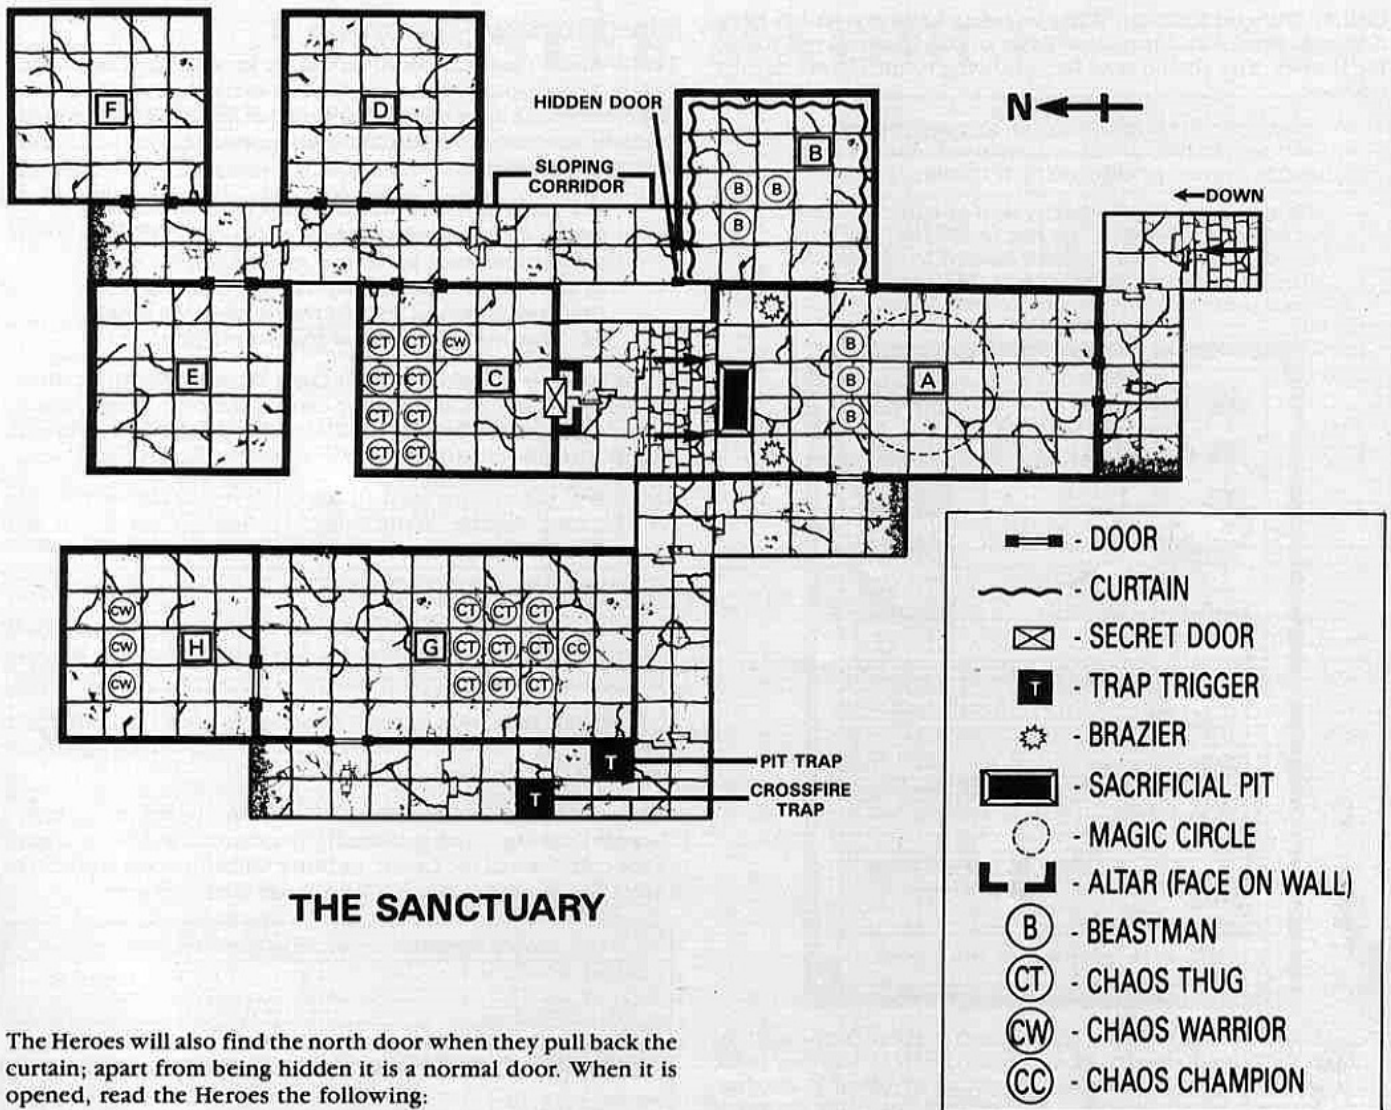 F
D
HIDDEN DOOR
B
N
SLOPING
CORRIDOR
B B
B
←DOWN
E
CT CT CW
CT CT
CT CT
CT CT
C
B
B
B
A
H
CW
CW
CW
G
CT CT CT
CT CT CT CC
CT CT CT
T
PIT TRAP
T
CROSSFIRE
TRAP
THE SANCTUARY
- DOOR
- CURTAIN
- SECRET DOOR
T - TRAP TRIGGER
- BRAZIER
- SACRIFICIAL PIT
- MAGIC CIRCLE
- ALTAR (FACE ON WALL)
B - BEASTMAN
CT - CHAOS THUG
CW - CHAOS WARRIOR
CC - CHAOS CHAMPION
The Heroes will also find the north door when they pull back the
curtain; apart from being hidden it is a normal door. When it is
opened, read the Heroes the following: